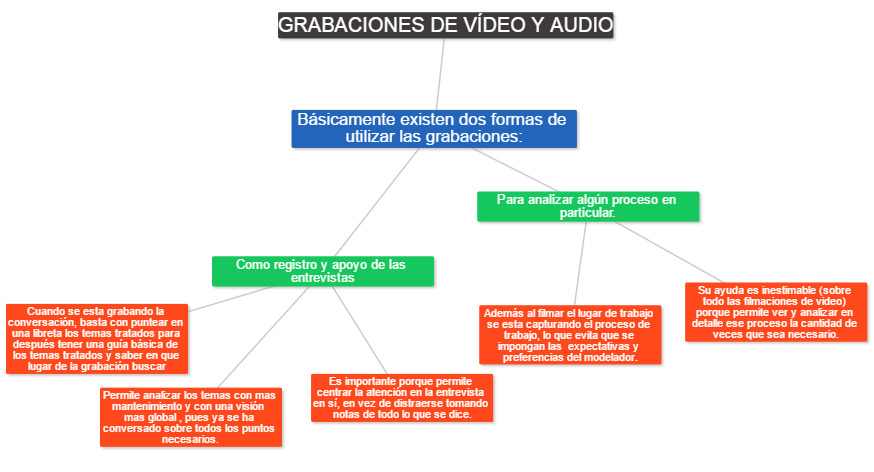 GRABACIONES DE VÍDEO Y AUDIO
Básicamente existen dos formas de
utilizar las grabaciones:
Para analizar algún proceso en
particular.
Como registro y apoyo de las
entrevistas
Cuando se esta grabando la
conversación, basta con puntear en
una libreta los temas tratados para
después tener una guía básica de
los temas tratados y saber en que
lugar de la grabación buscar
Permite analizar los temas con mas
mantenimiento y con una visión
mas global , pues ya se ha
conversado sobre todos los puntos
necesarios.
Es importante porque permite
centrar la atención en la entrevista
en sí, en vez de distraerse tomando
notas de todo lo que se dice.
Además al filmar el lugar de trabajo
se esta capturando el proceso de
trabajo, lo que evita que se
impongan las expectativas y
preferencias del modelador.
Su ayuda es inestimable (sobre
todo las filmaciones de video)
porque permite ver y analizar en
detalle ese proceso la cantidad de
veces que sea necesario.